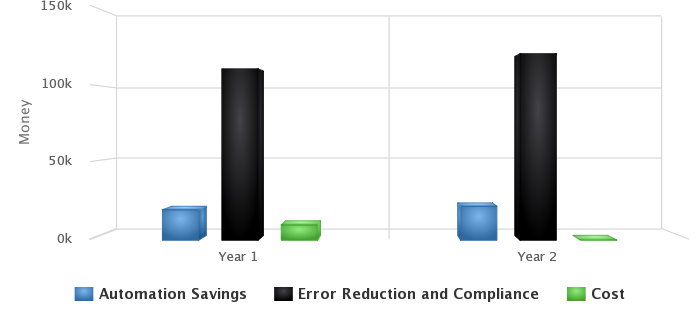 150k
100k
50k
0k
Money
Year 1
Year 2
Automation Savings
Error Reduction and Compliance
Cost